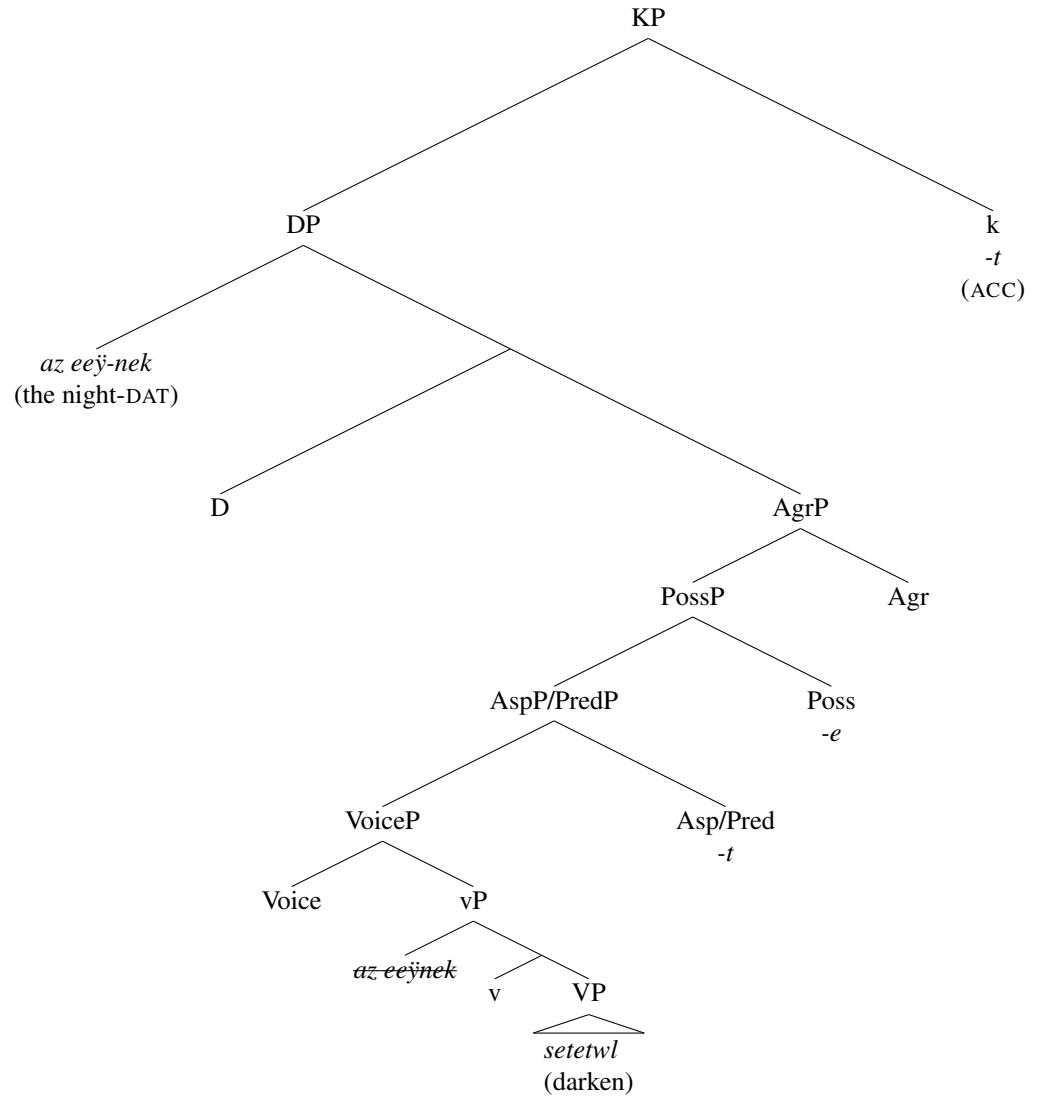 KP
DP
k
-t
(ACC)
az eeÿ-nek
(the night-DAT)
D
AgrP
PossP
Agr
AspP/PredP
Poss
-e
VoiceP
Asp/Pred
-t
Voice
vP
az eeÿnek
v
VP
setetwl
(darken)